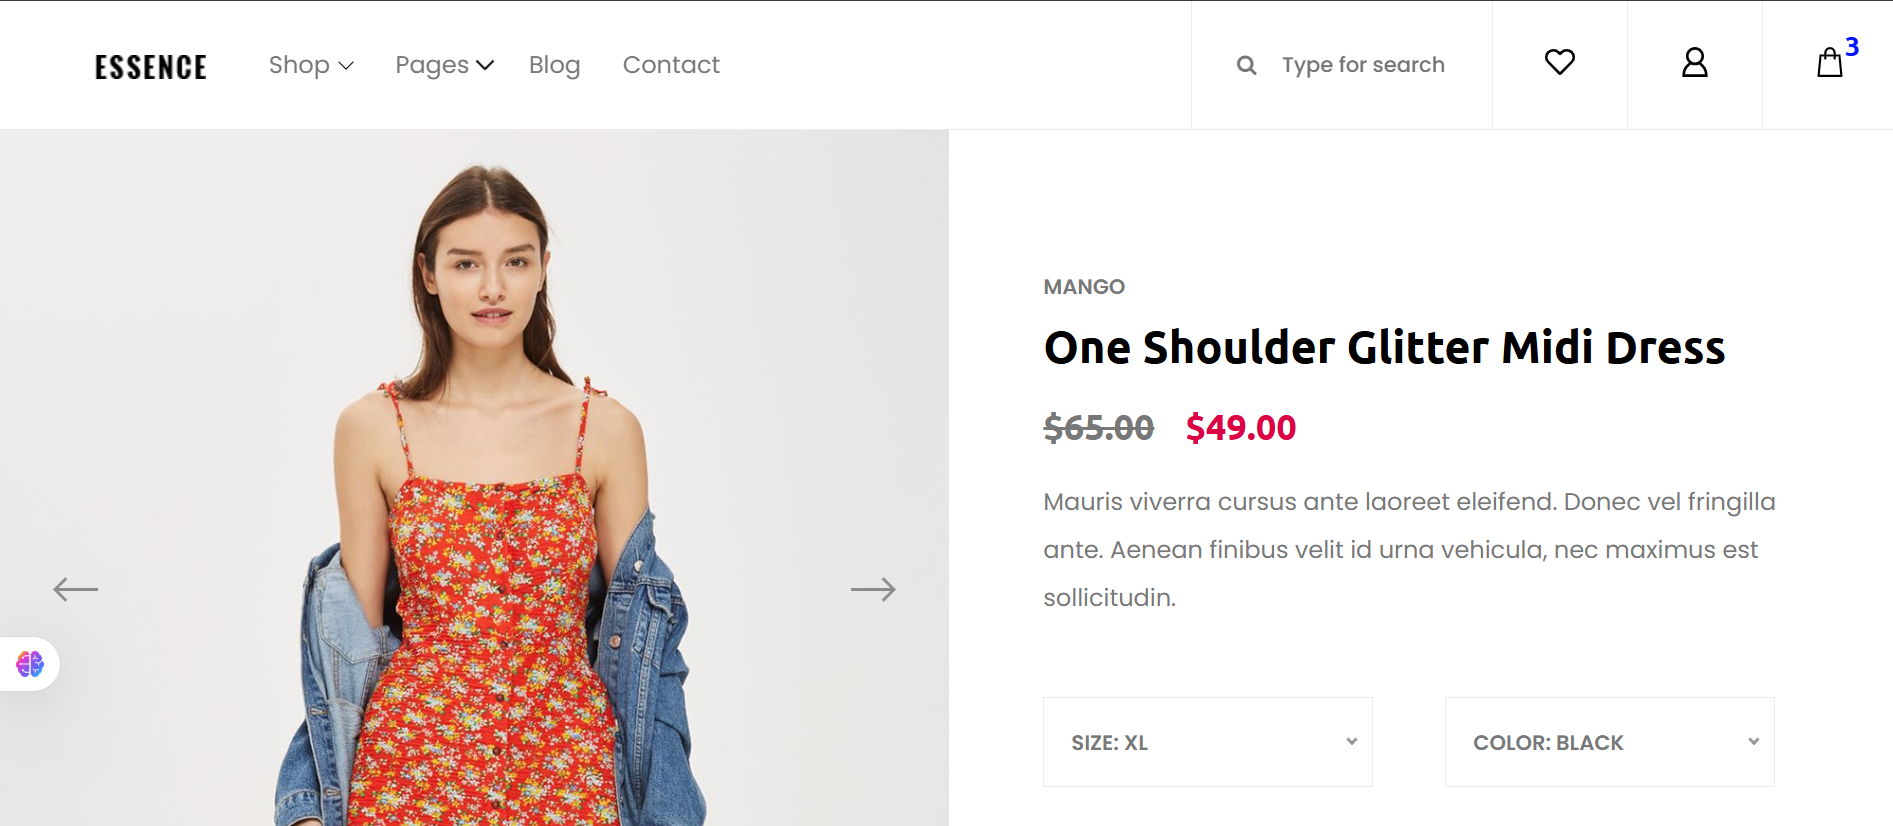 ESSENCE Shop Pages Blog Contact Type for search 3
MANGO
One Shoulder Glitter Midi Dress
$65.00 $49.00
Mauris viverra cursus ante laoreet eleifend. Donec vel fringilla
ante. Aenean finibus velit id urna vehicula, nec maximus est
sollicitudin.
SIZE: XL COLOR: BLACK